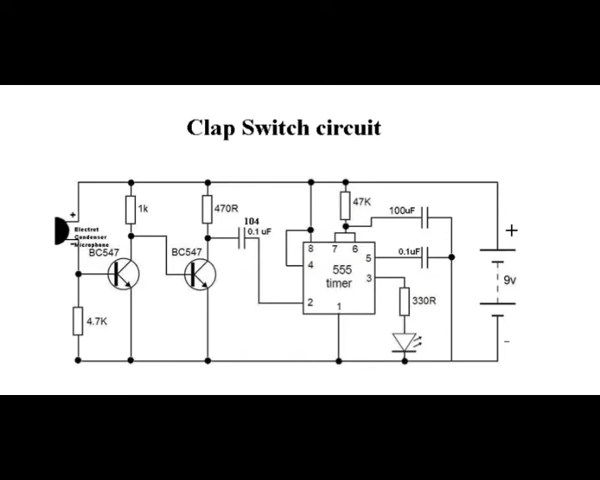 Clap Switch circuit
+
Electret
Condenser
Microphone
BC547
4.7K
1k
BC547
470R
104
0.1 uF
47K
100uF
0.1uF
8
7
6
4
555
timer
5
3
2
1
330R
+
9v
-